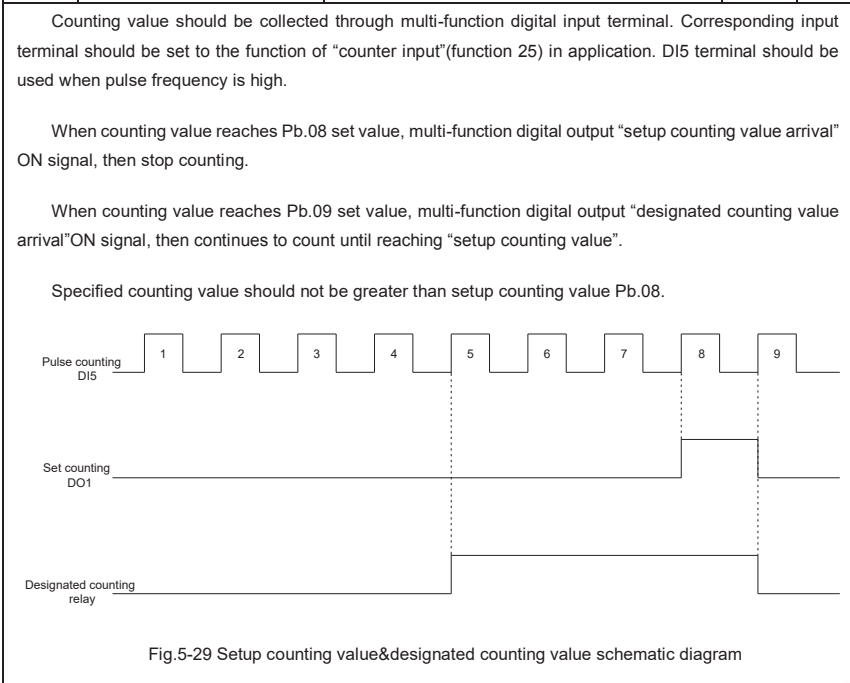 Counting value should be collected through multi-function digital input terminal. Corresponding input
terminal should be set to the function of “counter input”(function 25) in application. DI5 terminal should be
used when pulse frequency is high.
When counting value reaches Pb.08 set value, multi-function digital output “setup counting value arrival”
ON signal, then stop counting.
When counting value reaches Pb.09 set value, multi-function digital output “designated counting value
arrival”ON signal, then continues to count until reaching “setup counting value”.
Specified counting value should not be greater than setup counting value Pb.08.
Pulse counting
DI5
1 2 3 4 5 6 7 8 9
Set counting
DO1
Designated counting
relay
Fig.5-29 Setup counting value&designated counting value schematic diagram